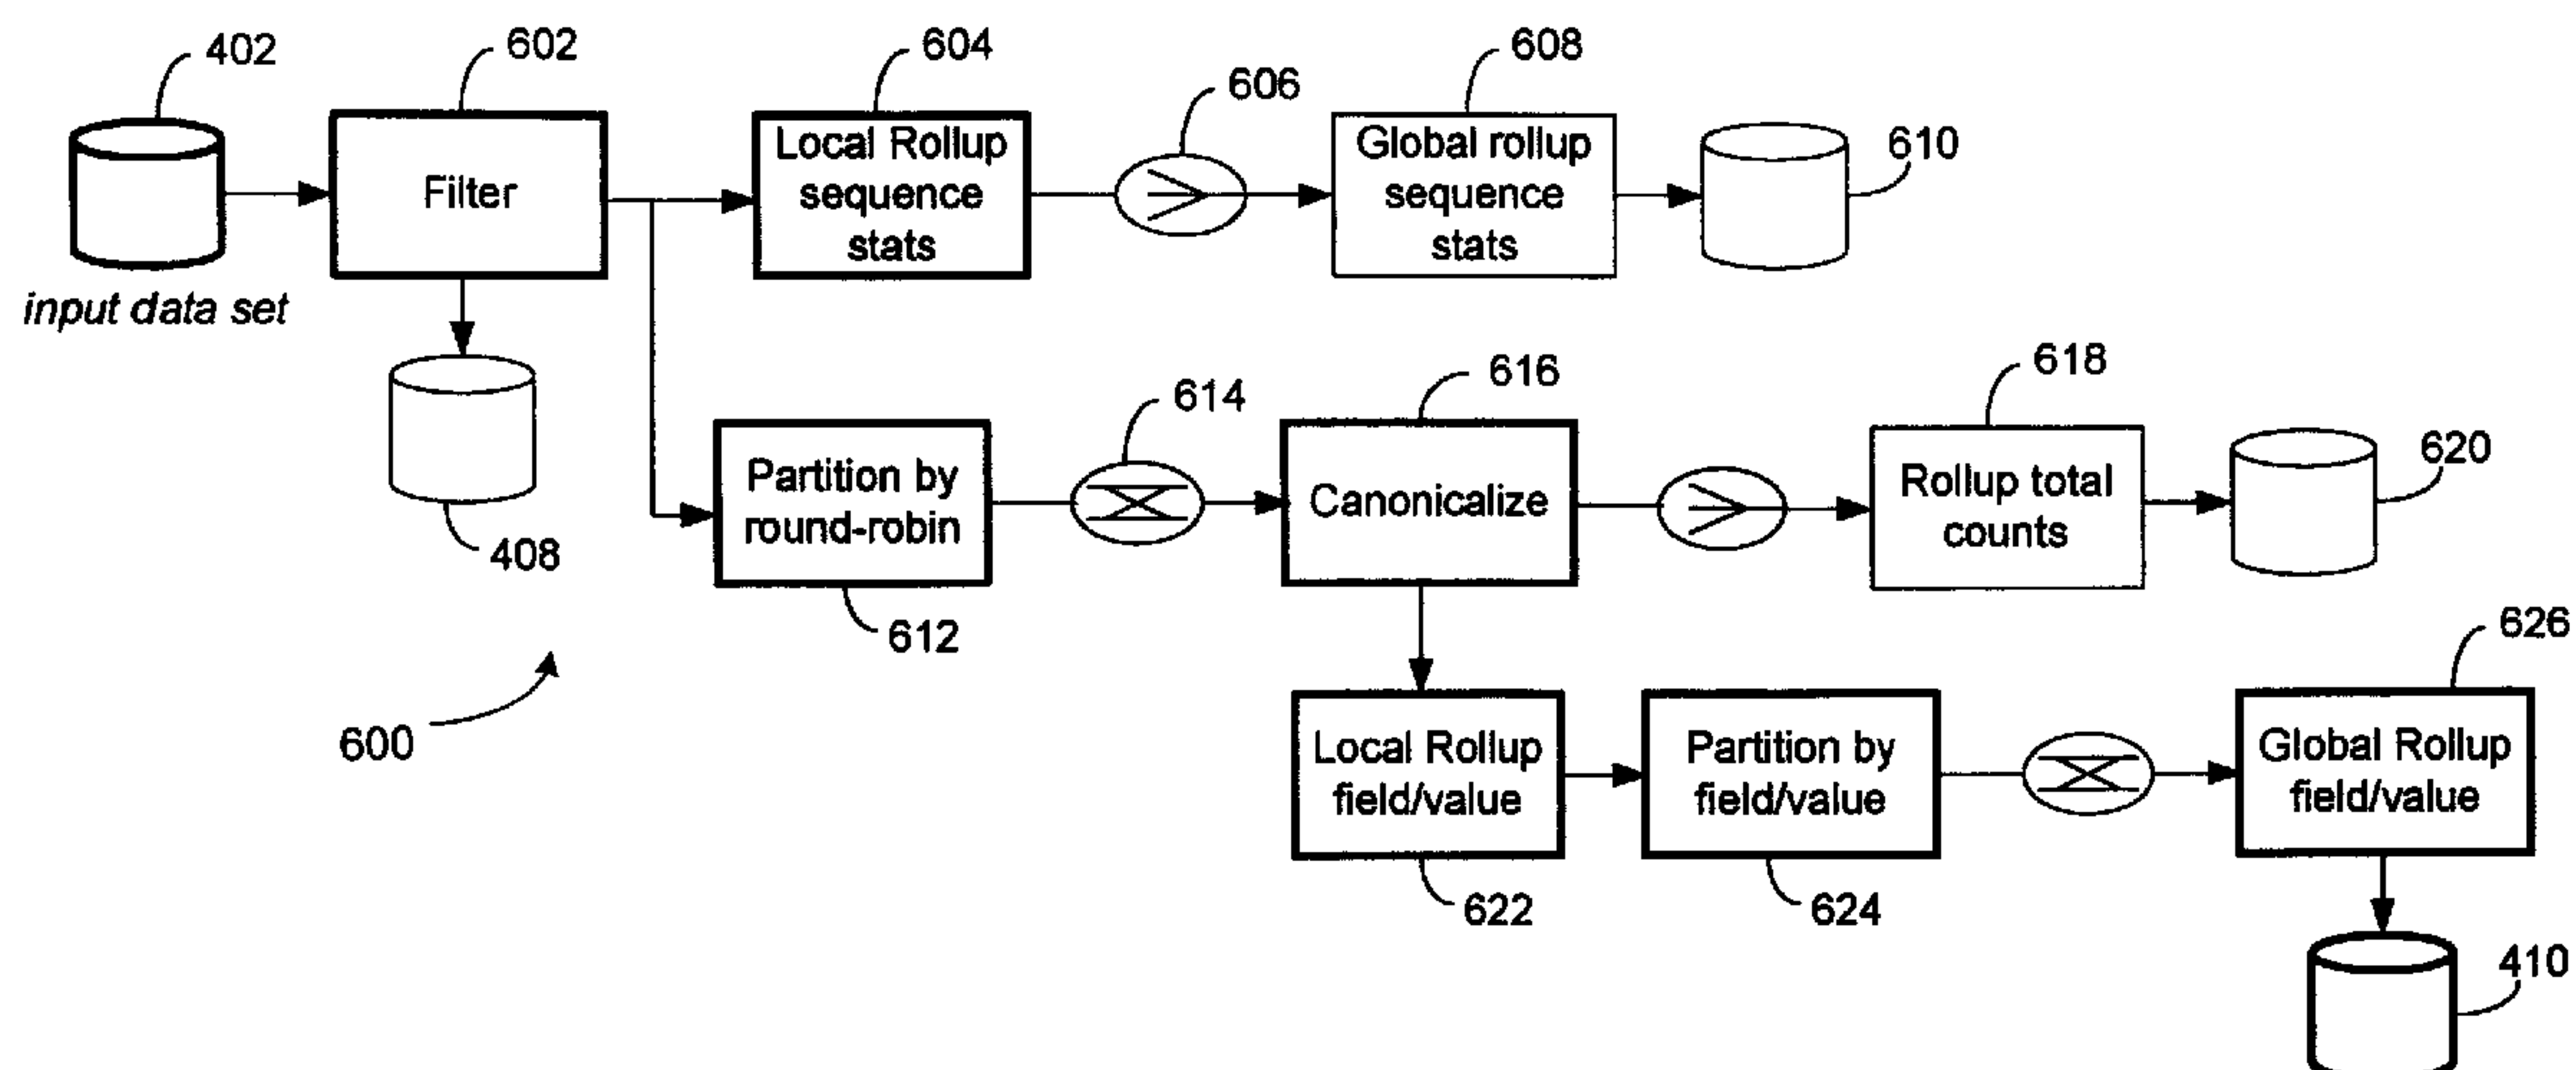 402
602
604
606
608
610
Filter
Local Rollup
sequence
stats
Global rollup
sequence
stats
input data set
408
614
616
618
620
Partition by
round-robin
Canonicalize
Rollup total
counts
612
600
626
Local Rollup
field/value
Partition by
field/value
Global Rollup
field/value
622
624
410